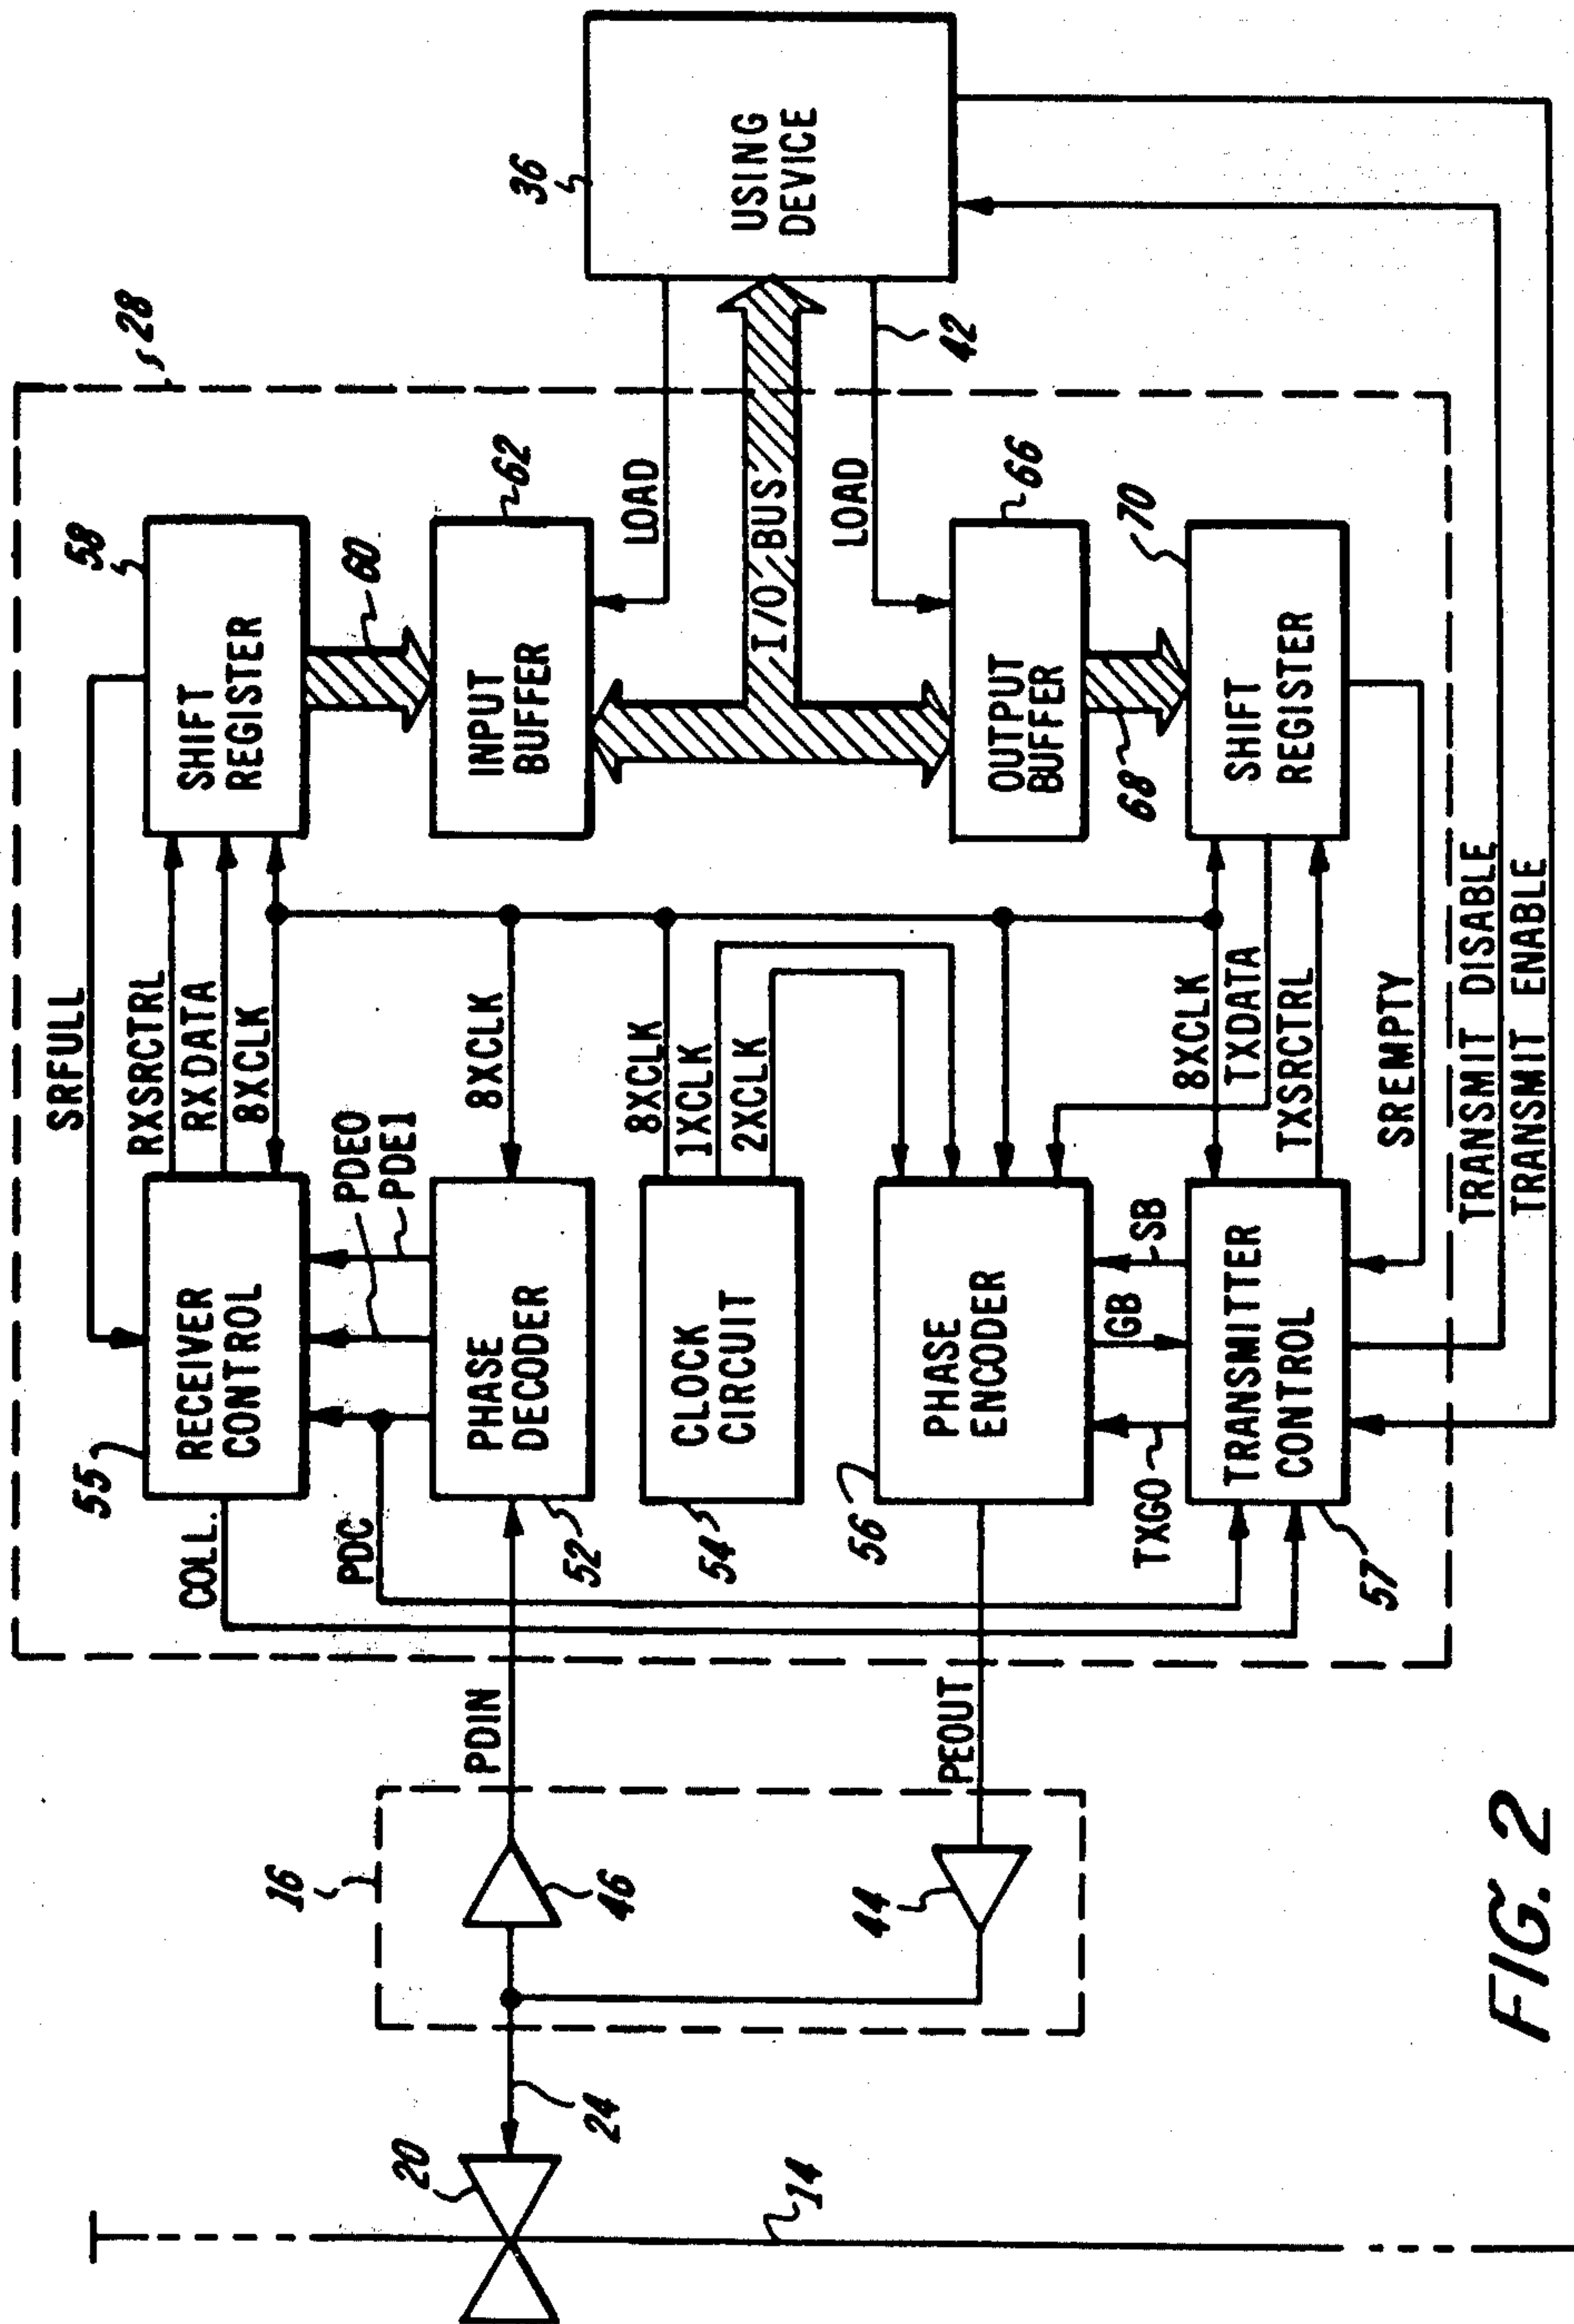 28
SRFULL
58
55
RECEIVER
CONTROL
RXSRCTRL
RXDATA
8XCLK
SHIFT
REGISTER
COLL.
PDC
PDE0
PDE1
60
16
PDIN
52
PHASE
DECODER
8XCLK
INPUT
BUFFER
62
36
20
24
46
54
CLOCK
CIRCUIT
8XCLK
1XCLK
2XCLK
LOAD
I/O BUS
USING
DEVICE
14
44
PEOUT
56
PHASE
ENCODER
LOAD
42
OUTPUT
BUFFER
66
TXGO
GB
SB
68
70
57
TRANSMITTER
CONTROL
8XCLK
TXDATA
TXSRCTRL
SHIFT
REGISTER
SREMPTY
TRANSMIT DISABLE
TRANSMIT ENABLE
FIG. 2